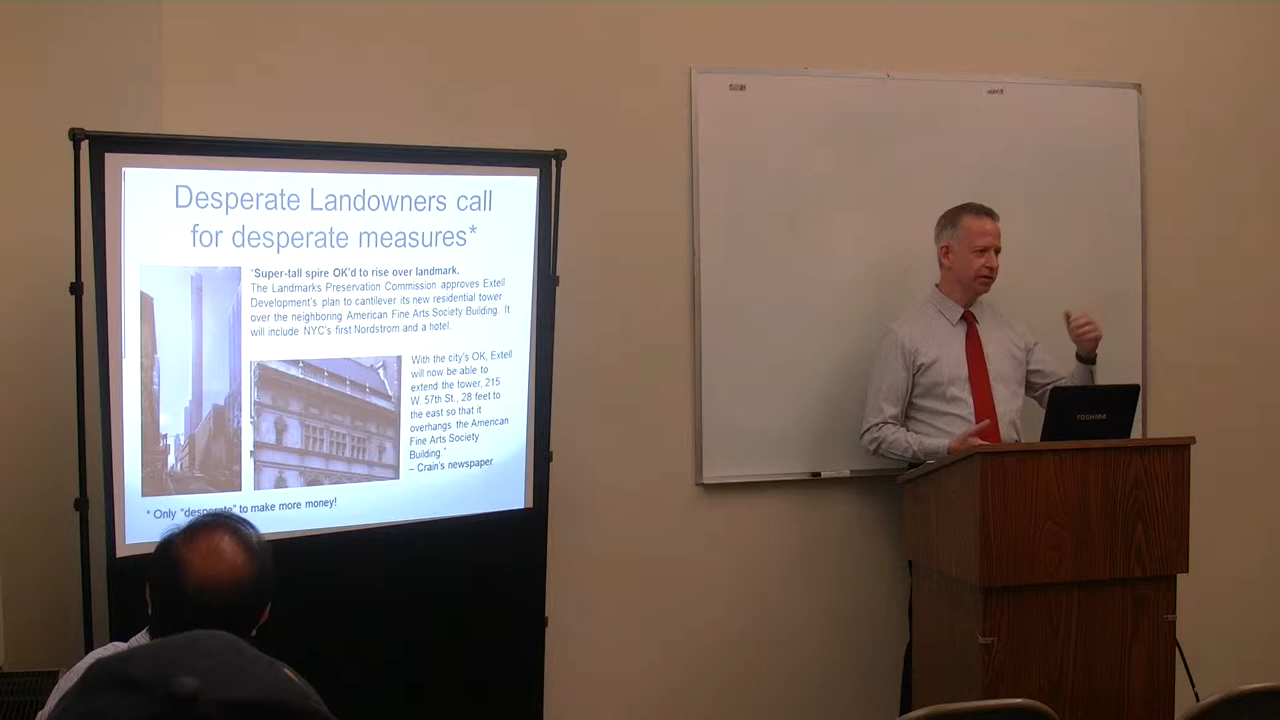 Desperate Landowners call
for desperate measures*
"Super-tall spire OK'd to rise over landmark.
The Landmarks Preservation Commission approves Extell
Development's plan to cantilever its new residential tower
over the neighboring American Fine Arts Society Building. It
will include NYC's first Nordstrom and a hotel.
With the city's OK, Extell
will now be able to
extend the tower, 215
W. 57th St., 28 feet to
the east so that it
overhangs the American
Fine Arts Society
Building."
– Crain's newspaper
* Only "desperate" to make more money!
TOSHIBA